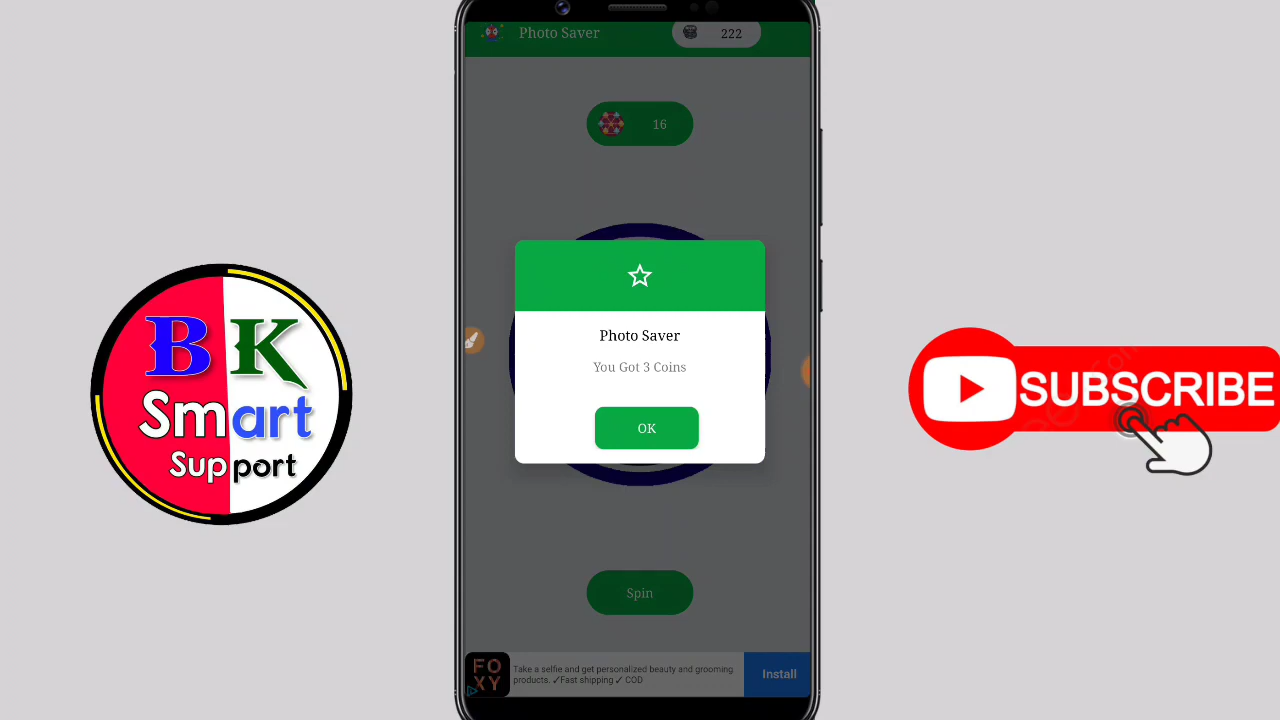 Photo Saver
222
16
Photo Saver
You Got 3 Coins
OK
Spin
FO
XY
Take a selfie and get personalized beauty and grooming
products. ✓Fast shipping ✓ COD
Install
BK
Smart
Support
SUBSCRIBE